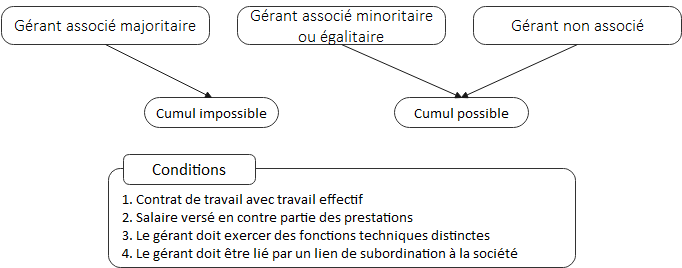 Gérant associé majoritaire
Gérant associé minoritaire
ou égalitaire
Gérant non associé
Cumul impossible
Cumul possible
Conditions
1. Contrat de travail avec travail effectif
2. Salaire versé en contre partie des prestations
3. Le gérant doit exercer des fonctions techniques distinctes
4. Le gérant doit être lié par un lien de subordination à la société